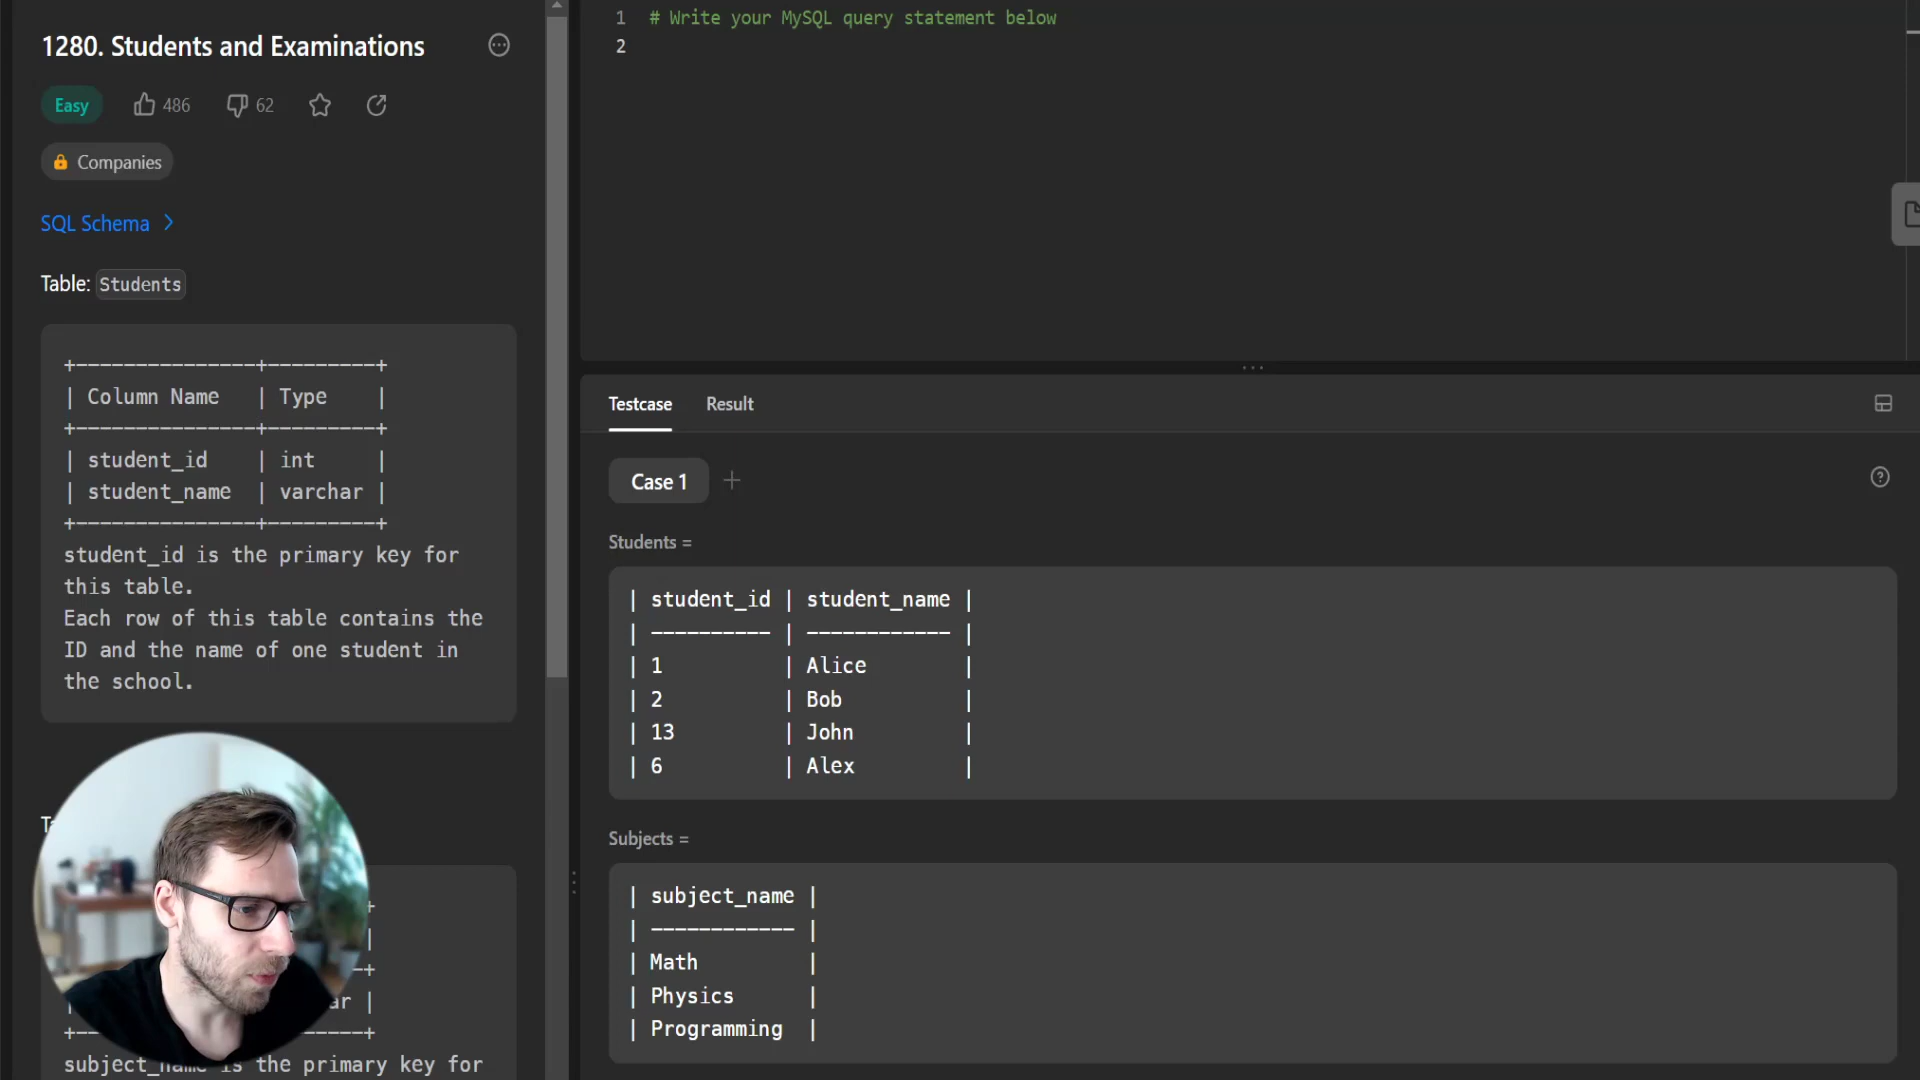 1280. Students and Examinations
Easy 486 62
Companies
SQL Schema
Table: Students
+---------------+---------+
| Column Name   | Type    |
+---------------+---------+
| student_id    | int     |
| student_name  | varchar |
+---------------+---------+
student_id is the primary key for
this table.
Each row of this table contains the
ID and the name of one student in
the school.
+
|
-+
|
-+
the primary key for
1 # Write your MySQL query statement below
2
Testcase Result
Case 1 +
Students =
| student_id | student_name |
| ---------- | ------------ |
| 1          | Alice        |
| 2          | Bob          |
| 13         | John         |
| 6          | Alex         |
Subjects =
| subject_name |
| ------------ |
| Math         |
| Physics      |
| Programming  |